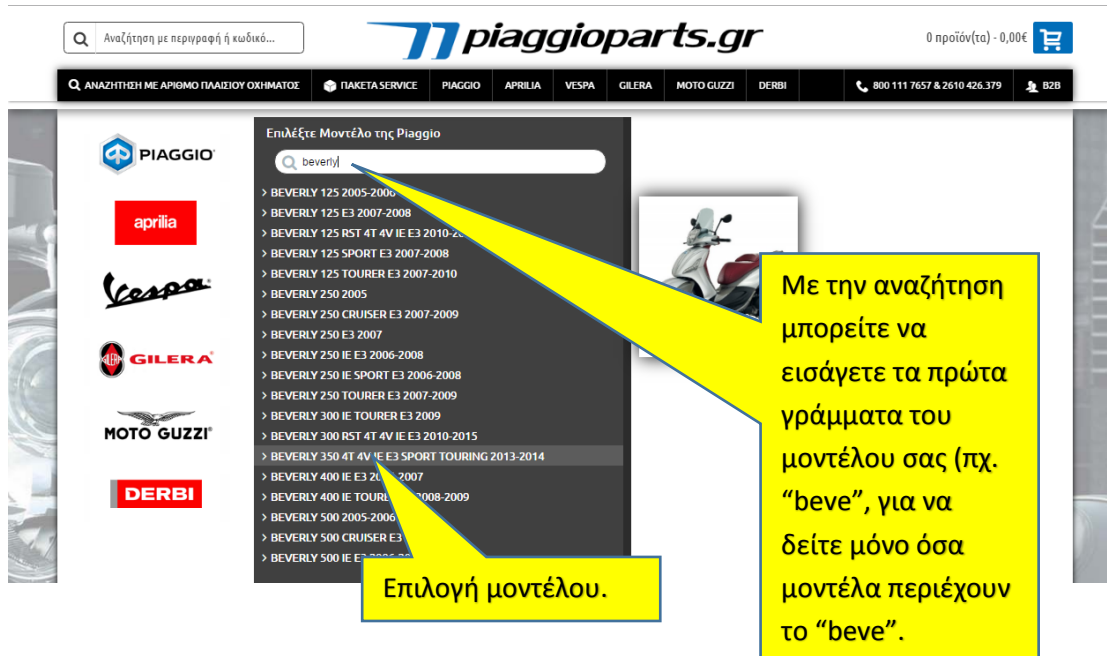 Αναζήτηση με περιγραφή ή κωδικό...
piaggioparts.gr
0 προϊόν(τα) - 0,00€
ΑΝΑΖΗΤΗΣΗ ΜΕ ΑΡΙΘΜΟ ΠΛΑΙΣΙΟΥ ΟΧΗΜΑΤΟΣ ΠΑΚΕΤΑ SERVICE PIAGGIO APRILIA VESPA GILERA MOTO GUZZI DERBI 800 111 7657 & 2610 426.379 B2B
PIAGGIO
aprilia
Vespa
GILERA
MOTO GUZZI
DERBI
Επιλέξτε Μοντέλο της Piaggio
beverly
> BEVERLY 125 2005-2006
> BEVERLY 125 E3 2007-2008
> BEVERLY 125 RST 4T 4V IE E3 2010-
> BEVERLY 125 SPORT E3 2007-2008
> BEVERLY 125 TOURER E3 2007-2010
> BEVERLY 250 2005
> BEVERLY 250 CRUISER E3 2007-2009
> BEVERLY 250 E3 2007
> BEVERLY 250 IE E3 2006-2008
> BEVERLY 250 IE SPORT E3 2006-2008
> BEVERLY 250 TOURER E3 2007-2009
> BEVERLY 300 IE TOURER E3 2009
> BEVERLY 300 RST 4T 4V IE E3 2010-2015
> BEVERLY 350 4T 4V IE E3 SPORT TOURING 2013-2014
> BEVERLY 400 IE E3 2007
> BEVERLY 400 IE TOURER 2008-2009
> BEVERLY 500 2005-2006
> BEVERLY 500 CRUISER E3
> BEVERLY 500 IE E3
Με την αναζήτηση
μπορείτε να
εισάγετε τα πρώτα
γράμματα του
μοντέλου σας (πχ.
“beve”, για να
δείτε μόνο όσα
μοντέλα περιέχουν
το “beve”.
Επιλογή μοντέλου.